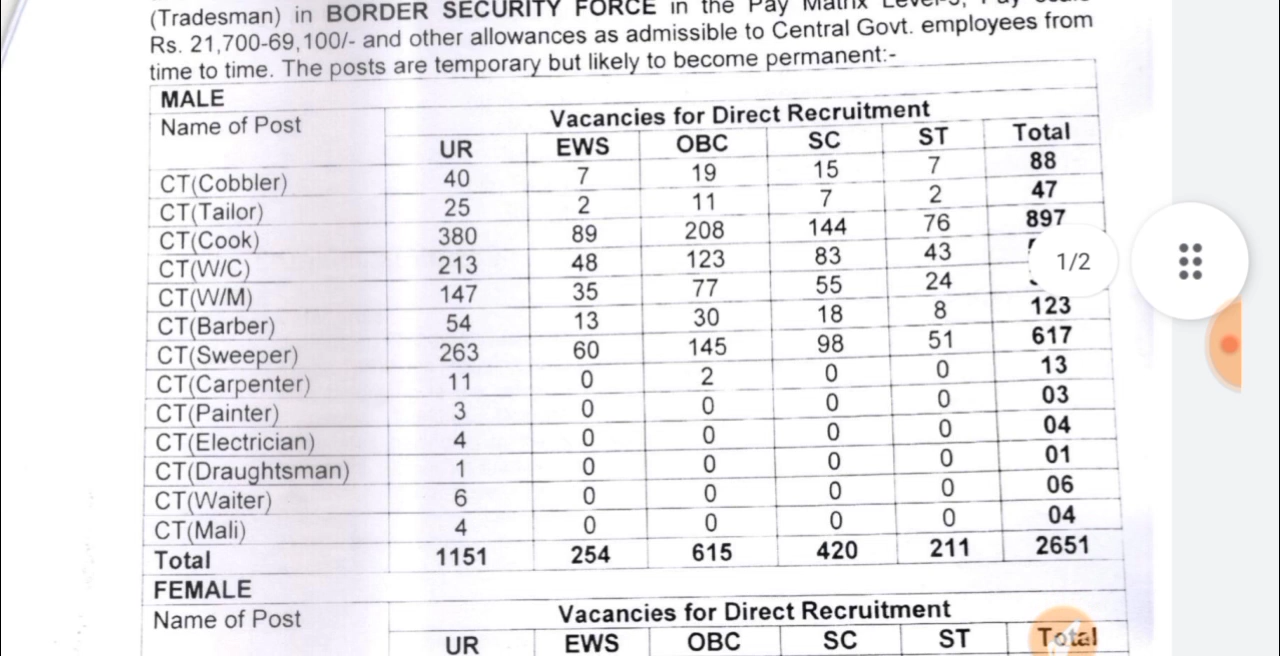 (Tradesman) in BORDER SECURITY FORCE in the Pay Matrix
Rs. 21,700-69,100/- and other allowances as admissible to Central Govt. employees from
time to time. The posts are temporary but likely to become permanent:-
MALE
Name of Post Vacancies for Direct Recruitment
UR EWS OBC SC ST Total
CT(Cobbler) 40 7 19 15 7 88
CT(Tailor) 25 2 11 7 2 47
CT(Cook) 380 89 208 144 76 897
CT(W/C) 213 48 123 83 43
1/2
CT(W/M) 147 35 77 55 24
CT(Barber) 54 13 30 18 8 123
CT(Sweeper) 263 60 145 98 51 617
CT(Carpenter) 11 0 2 0 0 13
CT(Painter) 3 0 0 0 0 03
CT(Electrician) 4 0 0 0 0 04
CT(Draughtsman) 1 0 0 0 0 01
CT(Waiter) 6 0 0 0 0 06
CT(Mali) 4 0 0 0 0 04
Total 1151 254 615 420 211 2651
FEMALE
Name of Post Vacancies for Direct Recruitment
UR EWS OBC SC ST Total